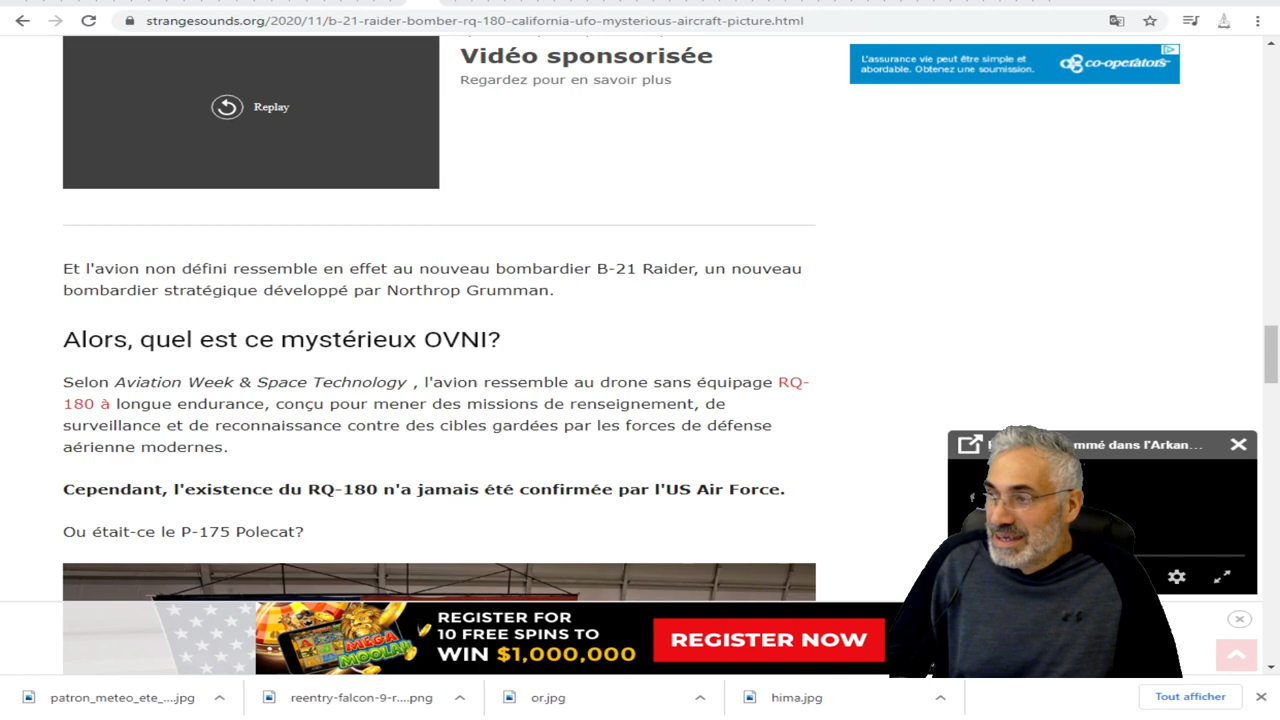 strangesounds.org/2020/11/b-21-raider-bomber-rq-180-california-ufo-mysterious-aircraft-picture.html
Vidéo sponsorisée
Regardez pour en savoir plus
Replay
L'assurance vie peut être simple et
abordable. Obtenez une soumission.
co-operators
Et l'avion non défini ressemble en effet au nouveau bombardier B-21 Raider, un nouveau
bombardier stratégique développé par Northrop Grumman.
Alors, quel est ce mystérieux OVNI?
Selon Aviation Week & Space Technology , l'avion ressemble au drone sans équipage RQ-
180 à longue endurance, conçu pour mener des missions de renseignement, de
surveillance et de reconnaissance contre des cibles gardées par les forces de défense
aérienne modernes.
mmé dans l'Arkan...
Cependant, l'existence du RQ-180 n'a jamais été confirmée par l'US Air Force.
Ou était-ce le P-175 Polecat?
MEGA
MOOLAH
REGISTER FOR
10 FREE SPINS TO
WIN $1,000,000
REGISTER NOW
patron_meteo_ete_....jpg
reentry-falcon-9-r....png
or.jpg
hima.jpg
Tout afficher